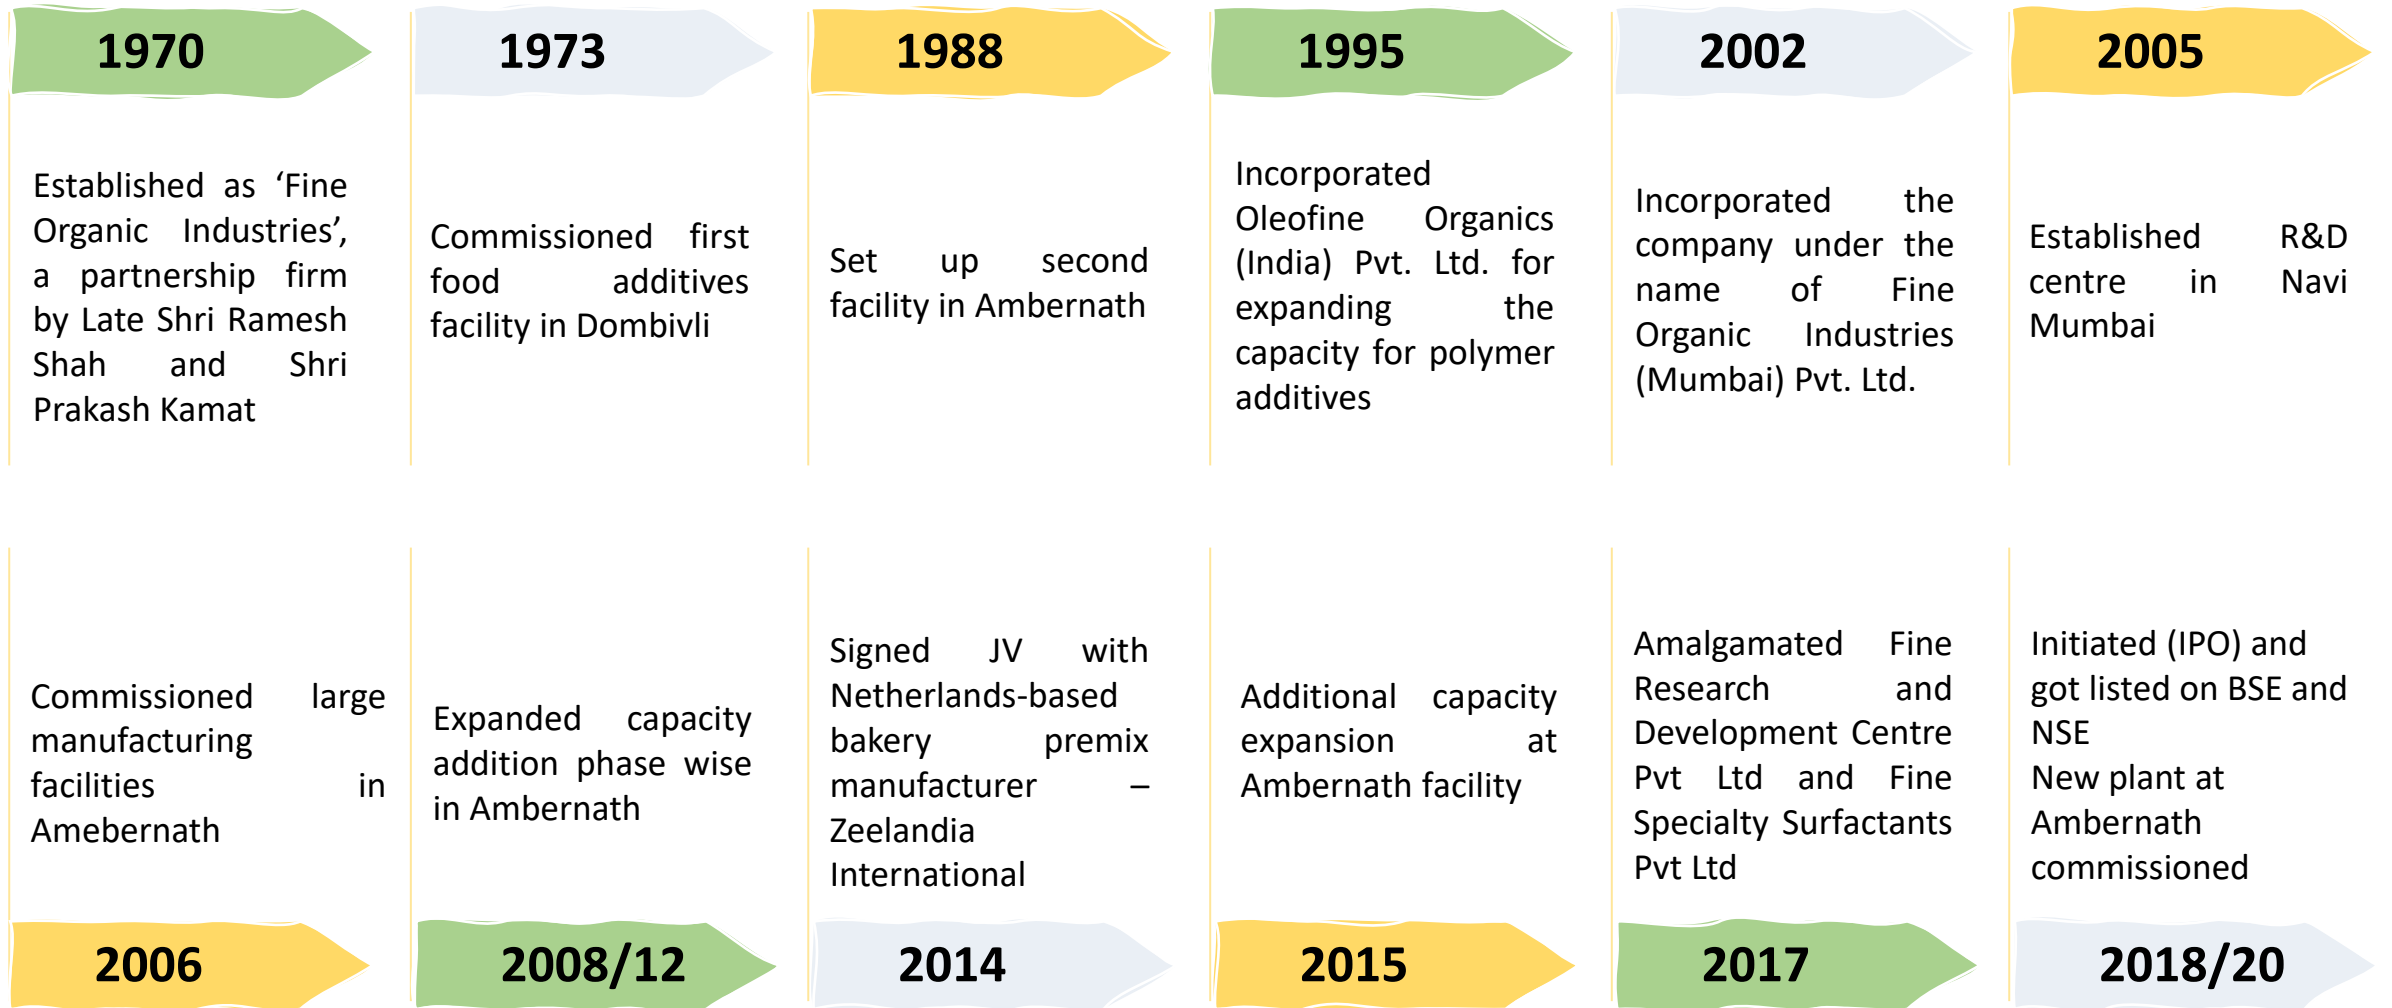 1970
Established as ‘Fine
Organic Industries’,
a partnership firm
by Late Shri Ramesh
Shah and Shri
Prakash Kamat
1973
Commissioned first
food additives
facility in Dombivli
1988
Set up second
facility in Ambernath
1995
Incorporated
Oleofine Organics
(India) Pvt. Ltd. for
expanding the
capacity for polymer
additives
2002
Incorporated the
company under the
name of Fine
Organic Industries
(Mumbai) Pvt. Ltd.
2005
Established R&D
centre in Navi
Mumbai
Commissioned large
manufacturing
facilities in
Amebernath
2006
Expanded capacity
addition phase wise
in Ambernath
2008/12
Signed JV with
Netherlands-based
bakery premix
manufacturer –
Zeelandia
International
2014
Additional capacity
expansion at
Ambernath facility
2015
Amalgamated Fine
Research and
Development Centre
Pvt Ltd and Fine
Specialty Surfactants
Pvt Ltd
2017
Initiated (IPO) and
got listed on BSE and
NSE
New plant at
Ambernath
commissioned
2018/20